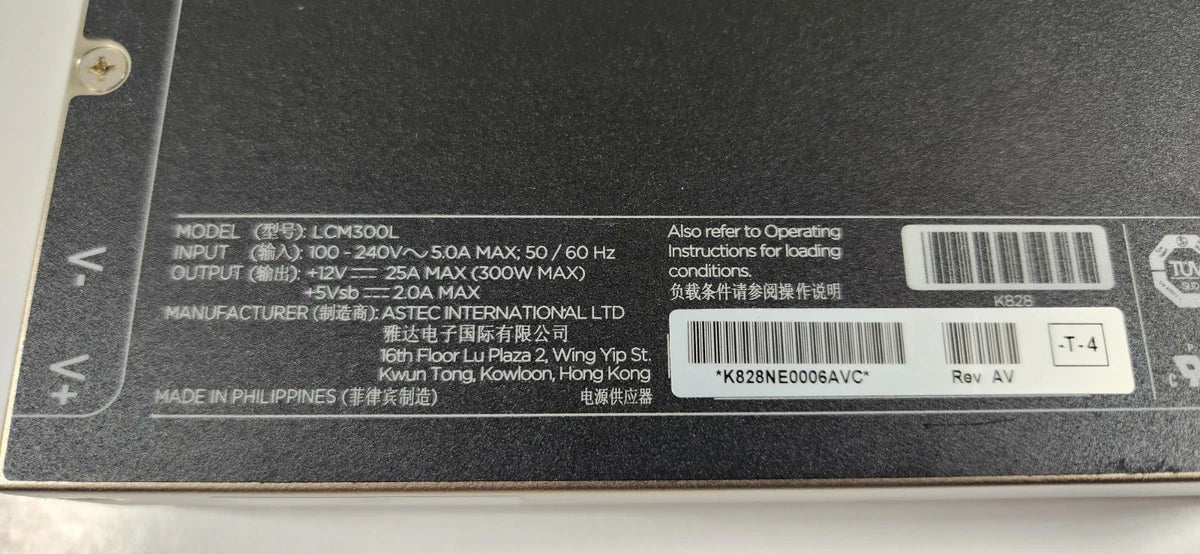 MODEL (型号): LCM300L
INPUT (输入): 100 - 240V～ 5.0A MAX; 50 / 60 Hz
OUTPUT (输出): +12V⎓ 25A MAX (300W MAX)
+5Vsb⎓2.0A MAX
MANUFACTURER (制造商): ASTEC INTERNATIONAL LTD
雅达电子国际有限公司
16th Floor Lu Plaza 2, Wing Yip St.
Kwun Tong, Kowloon, Hong Kong
MADE IN PHILIPPINES (菲律宾制造)
电源供应器
Also refer to Operating
Instructions for loading
conditions.
负载条件请参阅操作说明
K828
*K828NE0006AVC*
Rev AV
-T-4
V-
V+
TÜV
c